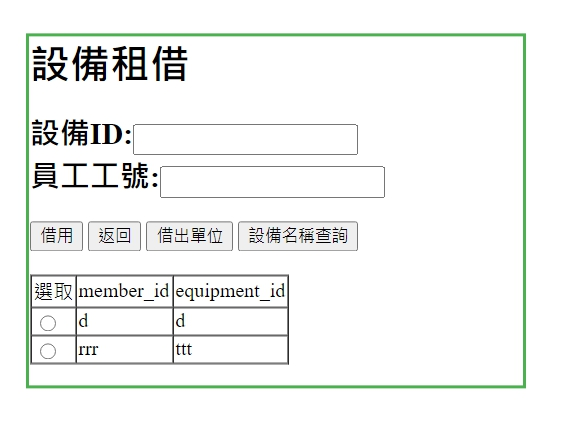 設備租借
設備ID:
員工工號:
借用 返回 借出單位 設備名稱查詢
選取 member_id equipment_id
d d
rrr ttt